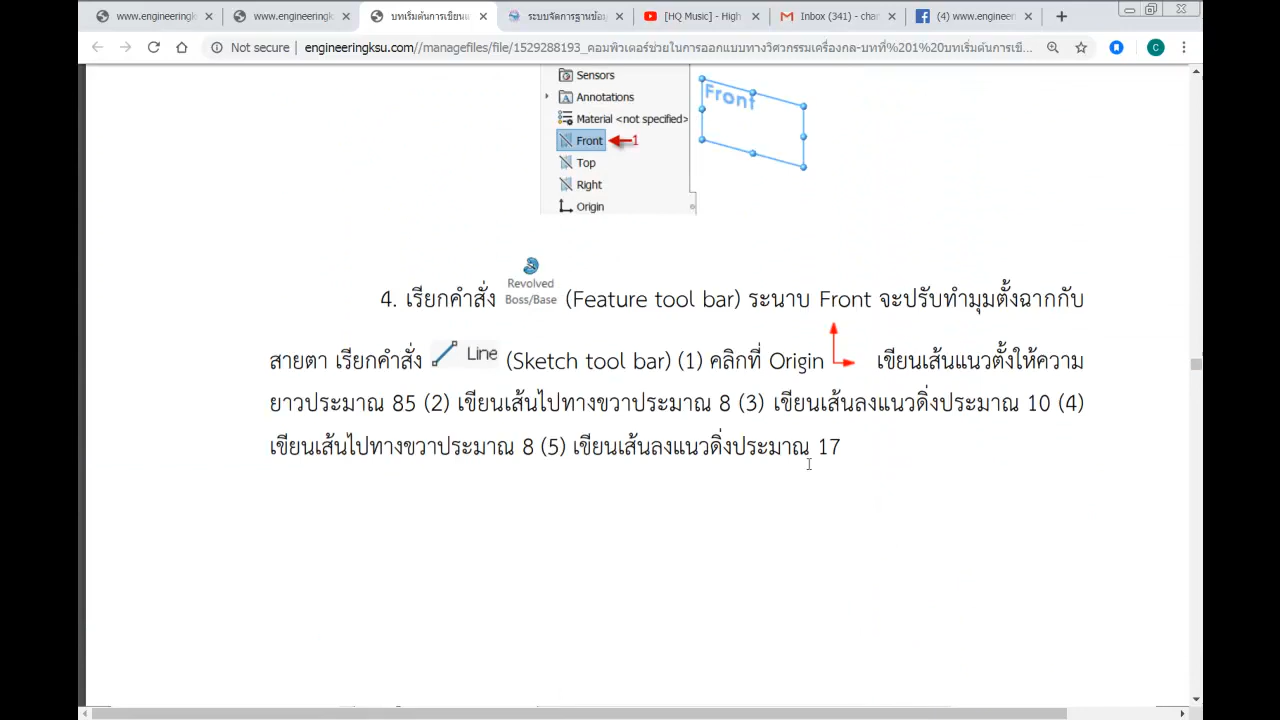 www.engineeringk
www.engineeringk
บทเริ่มต้นการเขียนแ
ระบบจัดการฐานข้อมู
[HQ Music] - High
Inbox (341) - char
(4) www.engineer
Not secure
engineeringksu.com//managefiles/file/1529288193_คอมพิวเตอร์ช่วยในการออกแบบทางวิศวกรรมเครื่องกล-บทที่%201%20บทเริ่มต้นการเขี...
C
Sensors
Annotations
Material <not specified>
Front
1
Top
Right
Origin
Front
4. เรียกคำสั่ง Revolved Boss/Base (Feature tool bar) ระนาบ Front จะปรับทำมุมตั้งฉากกับ
สายตา เรียกคำสั่ง Line (Sketch tool bar) (1) คลิกที่ Origin เขียนเส้นแนวตั้งให้ความ
ยาวประมาณ 85 (2) เขียนเส้นไปทางขวาประมาณ 8 (3) เขียนเส้นลงแนวดิ่งประมาณ 10 (4)
เขียนเส้นไปทางขวาประมาณ 8 (5) เขียนเส้นลงแนวดิ่งประมาณ 17